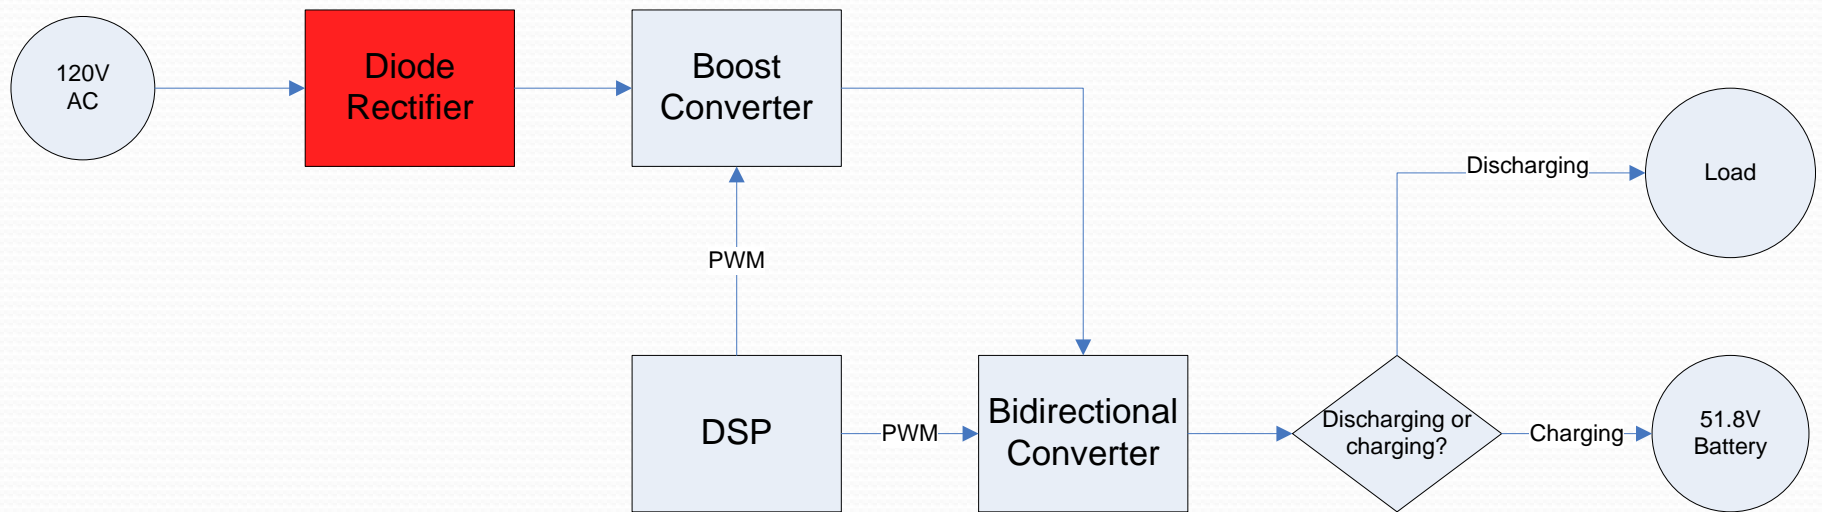 120V
AC
Diode
Rectifier
Boost
Converter
Discharging
Load
PWM
DSP
PWM
Bidirectional
Converter
Discharging or
charging?
Charging
51.8V
Battery